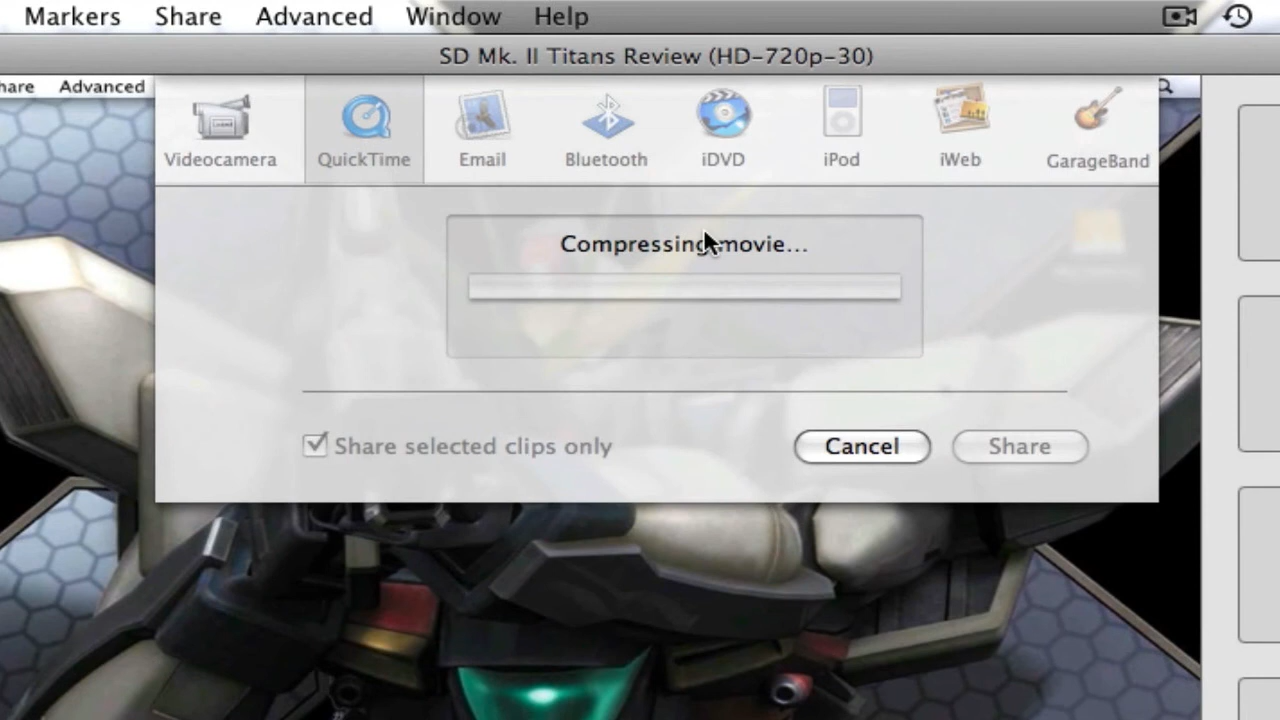 Markers Share Advanced Window Help
SD Mk. II Titans Review (HD-720p-30)
hare Advanced
Videocamera QuickTime Email Bluetooth iDVD iPod iWeb GarageBand
Compressing movie...
Share selected clips only Cancel Share